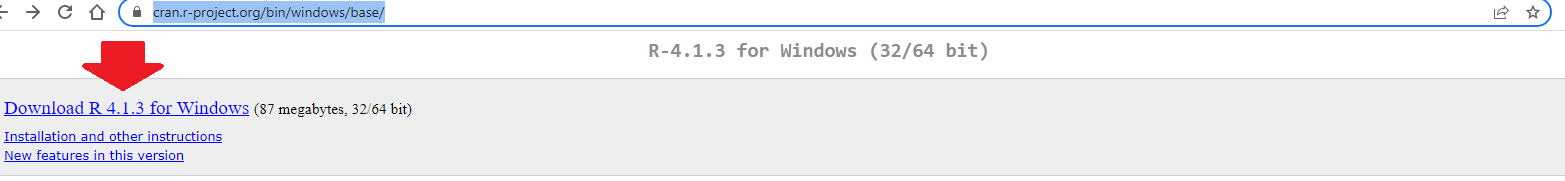 cran.r-project.org/bin/windows/base/
R-4.1.3 for Windows (32/64 bit)
Download R 4.1.3 for Windows (87 megabytes, 32/64 bit)
Installation and other instructions
New features in this version